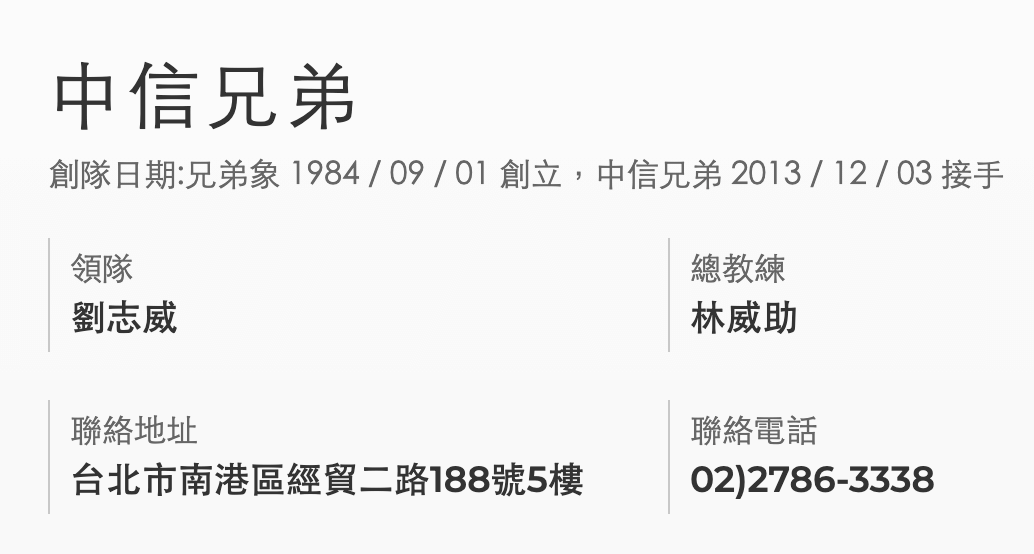 中信兄弟
創隊日期:兄弟象 1984 / 09 / 01 創立，中信兄弟 2013 / 12 / 03 接手
領隊
劉志威
總教練
林威助
聯絡地址
台北市南港區經貿二路188號5樓
聯絡電話
02)2786-3338